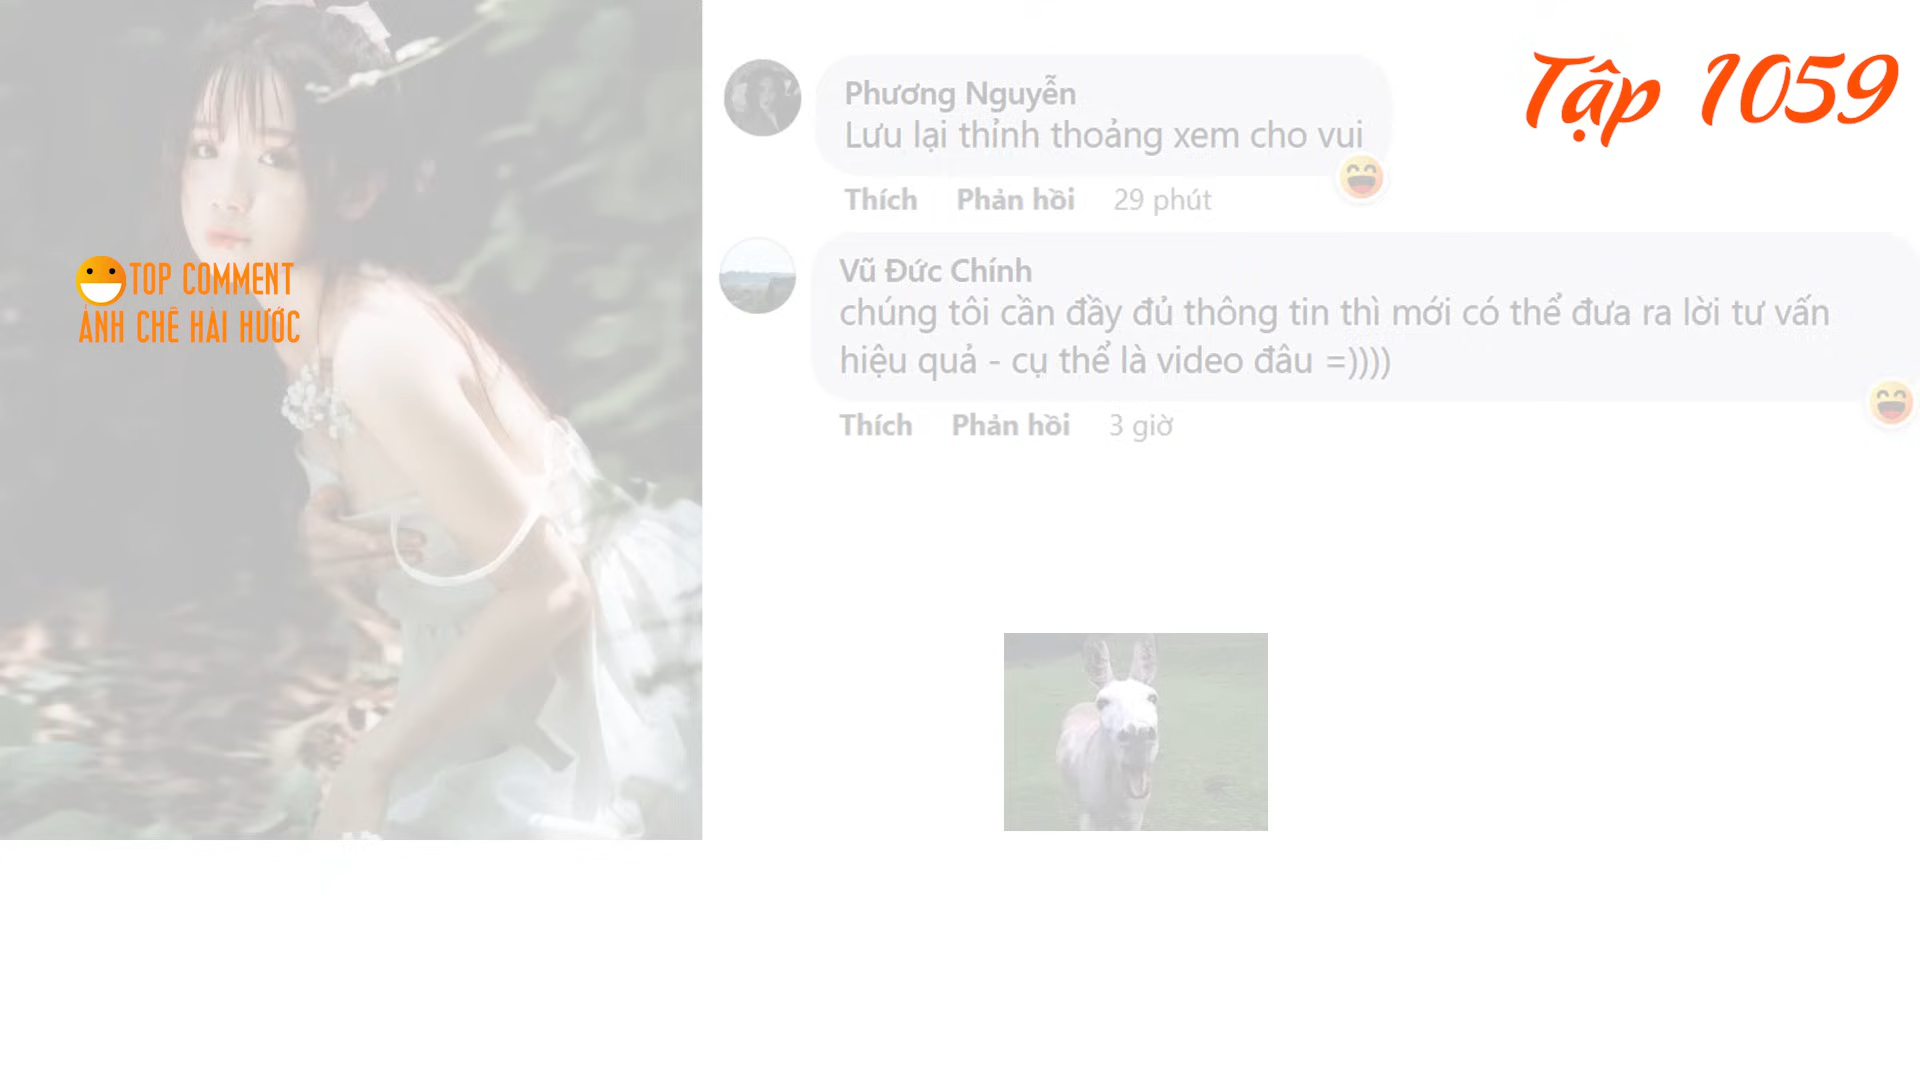 Tập 1059
Phương Nguyễn
Lưu lại thỉnh thoảng xem cho vui
Thích Phản hồi 29 phút
Vũ Đức Chính
chúng tôi cần đầy đủ thông tin thì mới có thể đưa ra lời tư vấn
hiệu quả - cụ thể là video đâu =))))
Thích Phản hồi 3 giờ
TOP COMMENT
ẢNH CHẾ HÀI HƯỚC